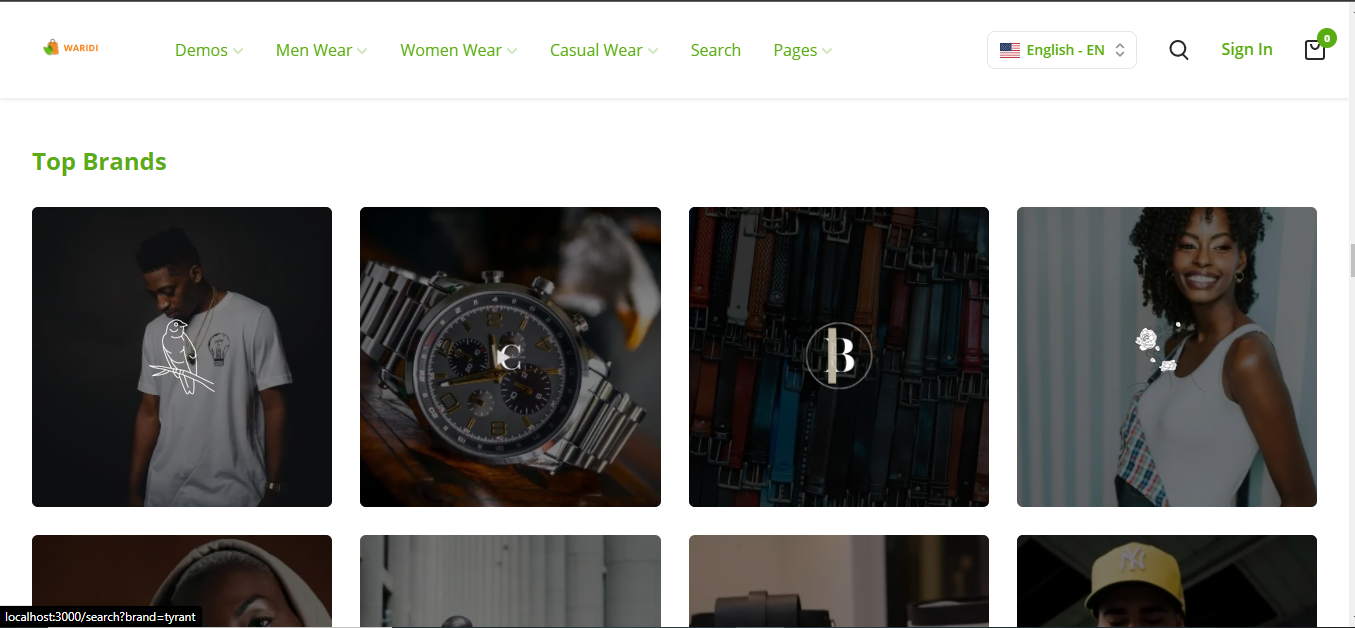 WARIDI
Demos
Men Wear
Women Wear
Casual Wear
Search
Pages
English - EN
Sign In
0
Top Brands
C
B
NY
localhost:3000/search?brand=tyrant